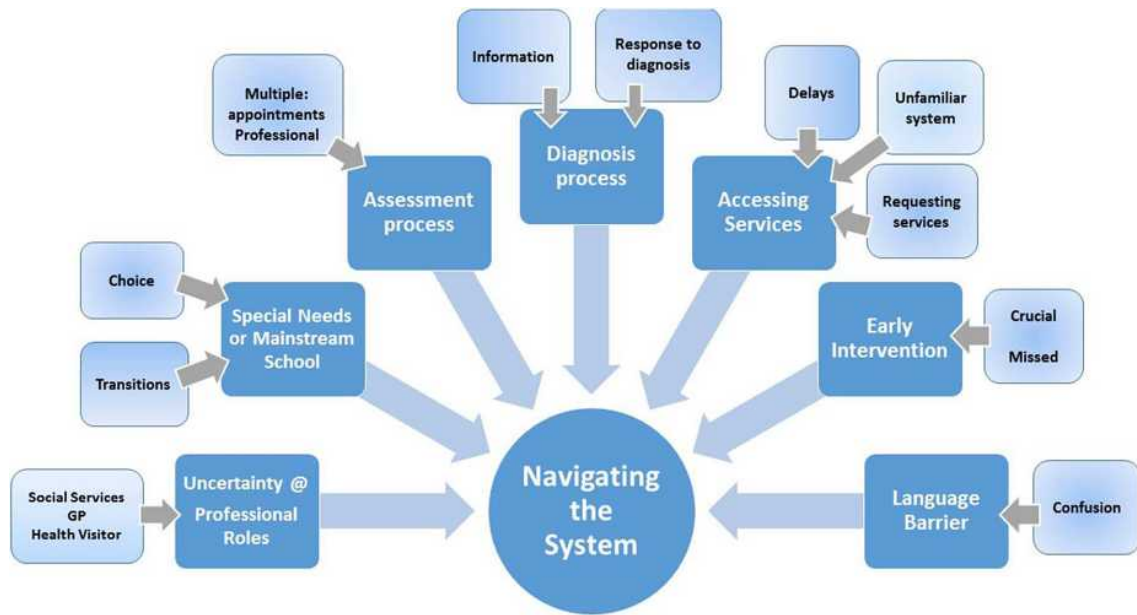 Information
Response to
diagnosis
Multiple:
appointments
Professional
Delays
Unfamiliar
system
Assessment
process
Diagnosis
process
Accessing
Services
Requesting
services
Choice
Transitions
Special Needs
or Mainstream
School
Early
Intervention
Crucial
Missed
Social Services
GP
Health Visitor
Uncertainty @
Professional
Roles
Navigating
the
System
Language
Barrier
Confusion